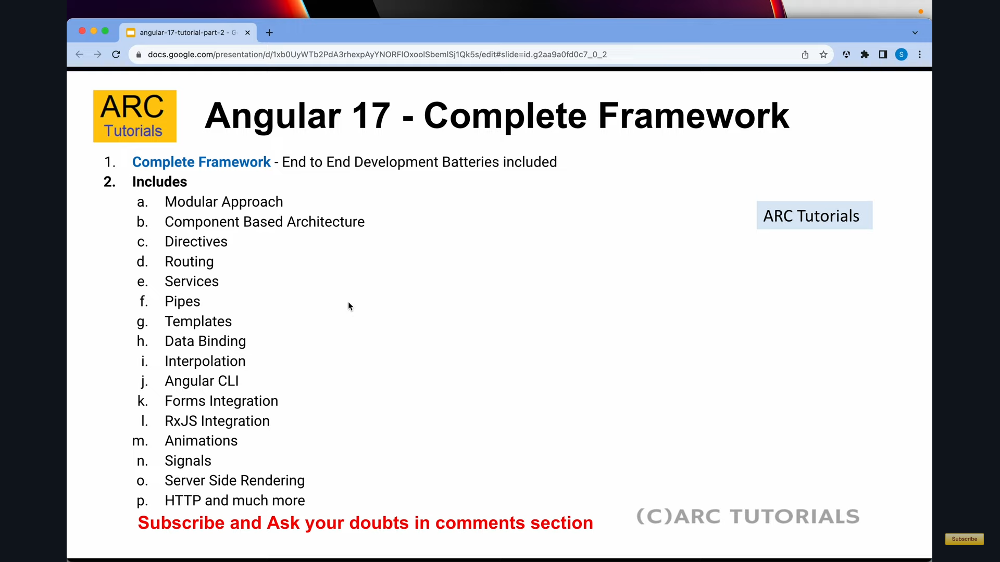 angular-17-tutorial-part-2 - G
docs.google.com/presentation/d/1xb0UyWTb2PdA3rhexpAyYNORFlOxoolSbemlSj1Qk5s/edit#slide=id.g2aa9a0fd0c7_0_2
S
ARC
Tutorials
Angular 17 - Complete Framework
1. Complete Framework - End to End Development Batteries included
2. Includes
a. Modular Approach
b. Component Based Architecture
ARC Tutorials
c. Directives
d. Routing
e. Services
f. Pipes
g. Templates
h. Data Binding
i. Interpolation
j. Angular CLI
k. Forms Integration
l. RxJS Integration
m. Animations
n. Signals
o. Server Side Rendering
p. HTTP and much more
Subscribe and Ask your doubts in comments section
(C)ARC TUTORIALS
Subscribe